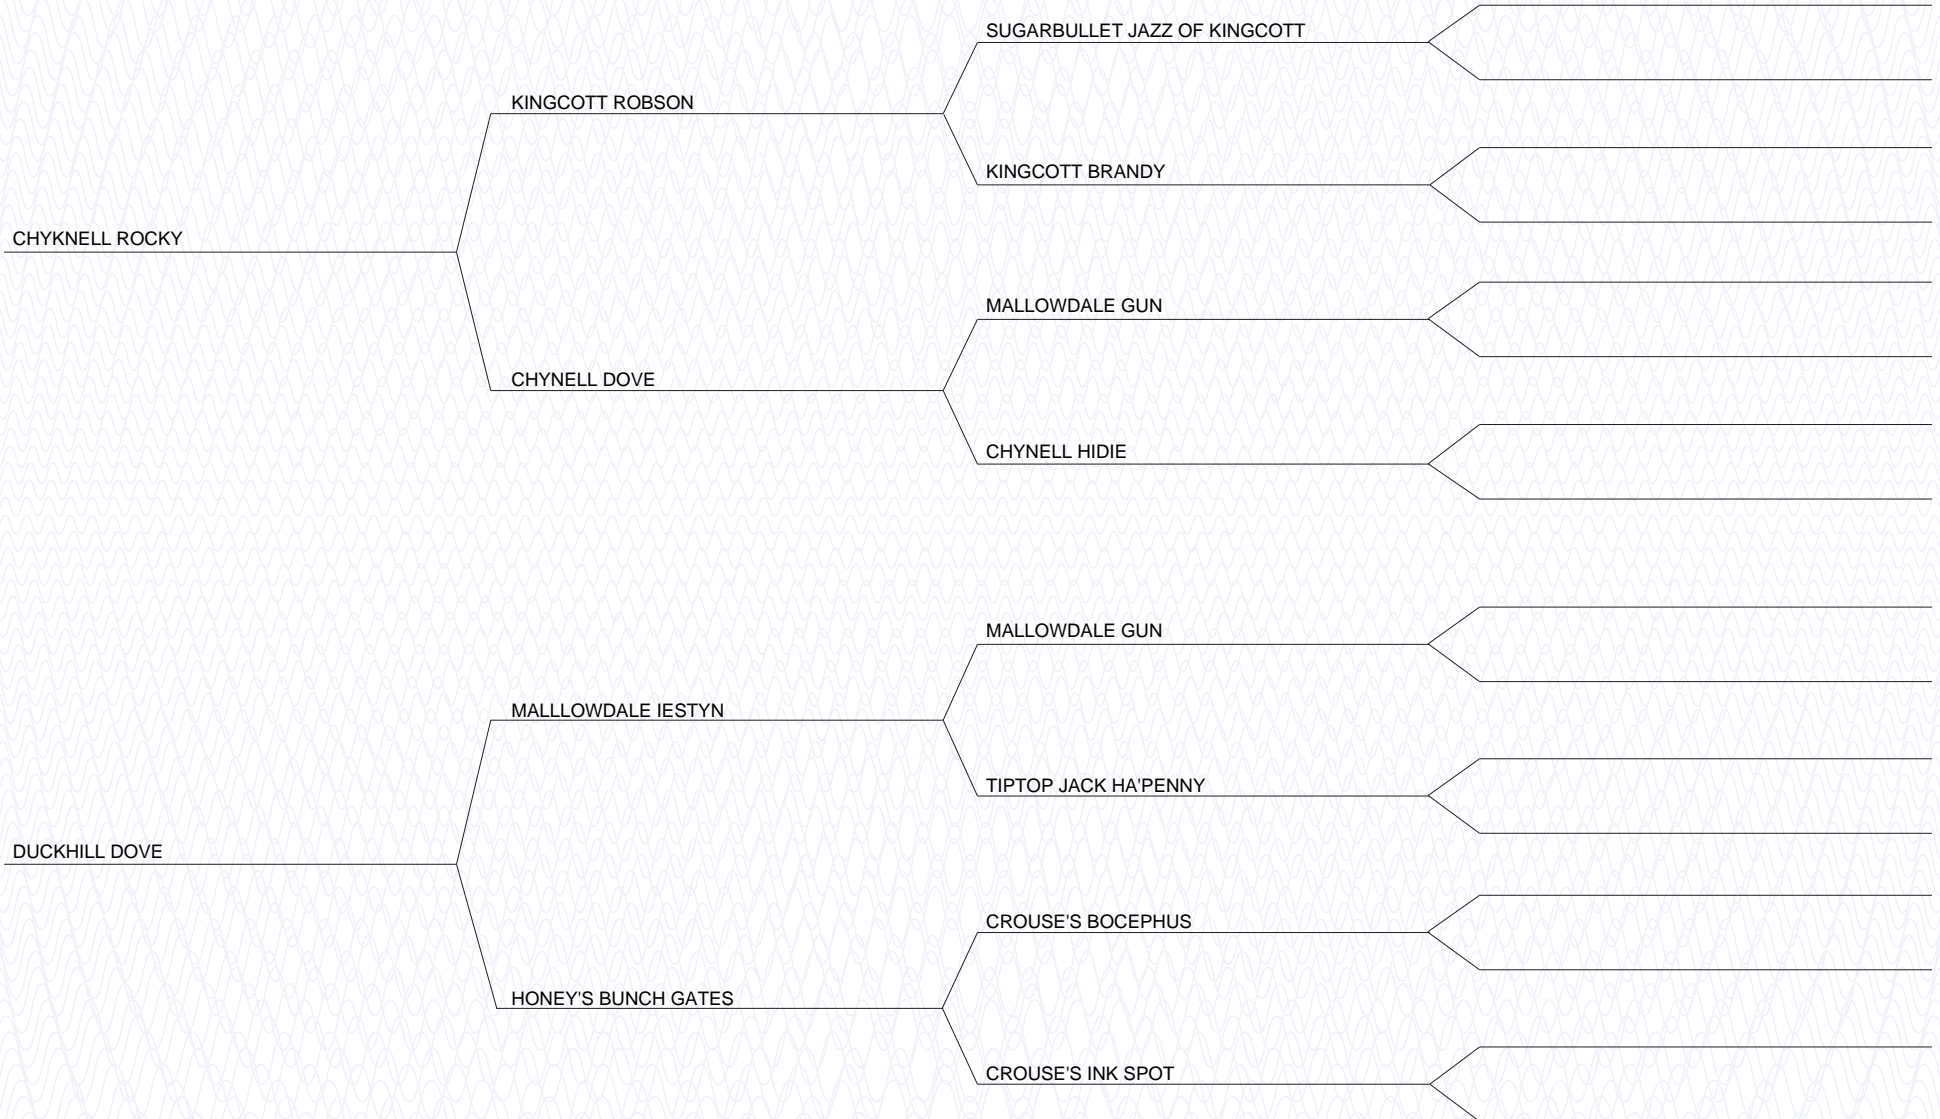 SUGARBULLET JAZZ OF KINGCOTT
KINGCOTT ROBSON
KINGCOTT BRANDY
CHYKNELL ROCKY
MALLOWDALE GUN
CHYNELL DOVE
CHYNELL HIDIE
MALLOWDALE GUN
MALLLOWDALE IESTYN
TIPTOP JACK HA'PENNY
DUCKHILL DOVE
CROUSE'S BOCEPHUS
HONEY'S BUNCH GATES
CROUSE'S INK SPOT